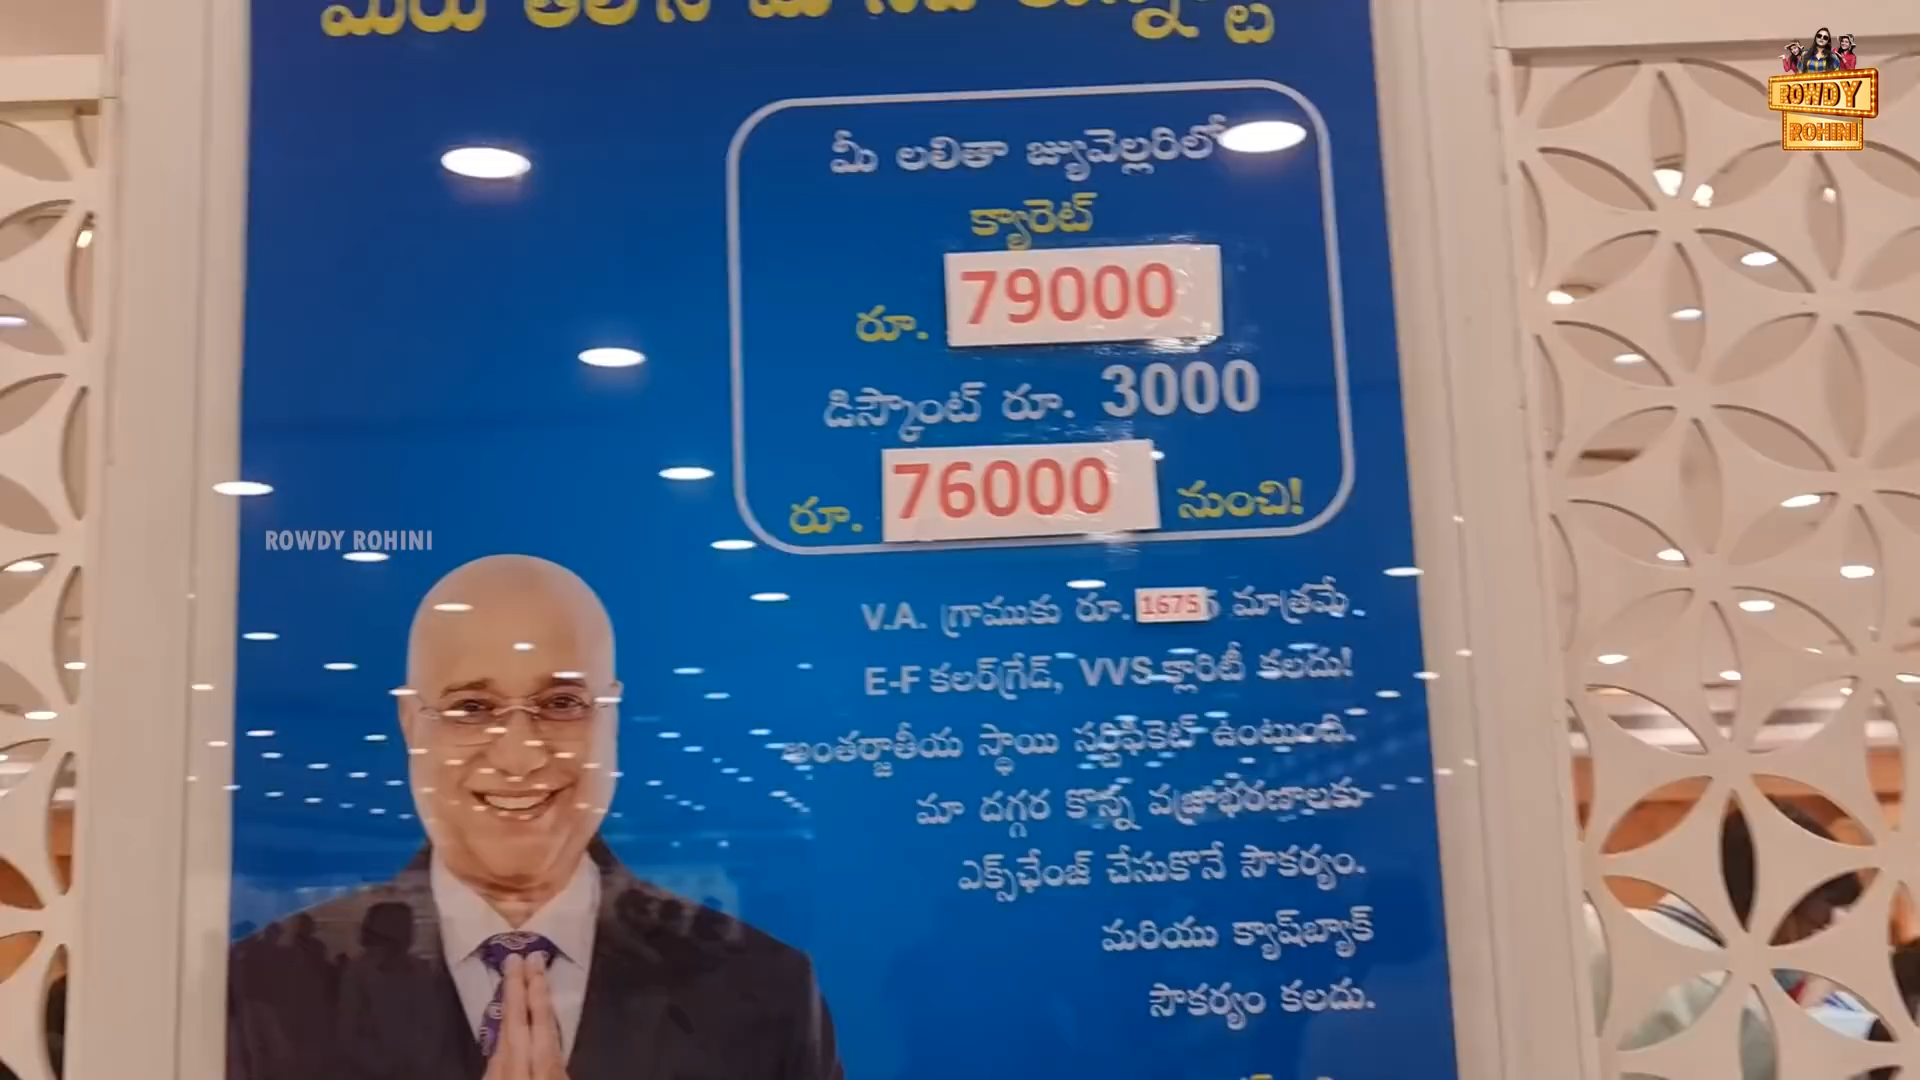 మీరు
ROWDY
ROHINI
మీ లలితా జ్యువెల్లరిలో
క్యారెట్
రూ. 79000
డిస్కౌంట్ రూ. 3000
రూ. 76000 నుంచి!
ROWDY ROHINI
V.A. గ్రాముకు రూ. 1675 మాత్రమే.
E-F కలర్‌గ్రేడ్, VVS క్లారిటీ కలదు!
అంతర్జాతీయ స్థాయి సర్టిఫికెట్ ఉంటుంది.
మా దగ్గర కొన్న వజ్రాభరణాలకు
ఎక్స్‌ఛేంజ్ చేసుకొనే సౌకర్యం.
మరియు క్యాష్‌బ్యాక్
సౌకర్యం కలదు.